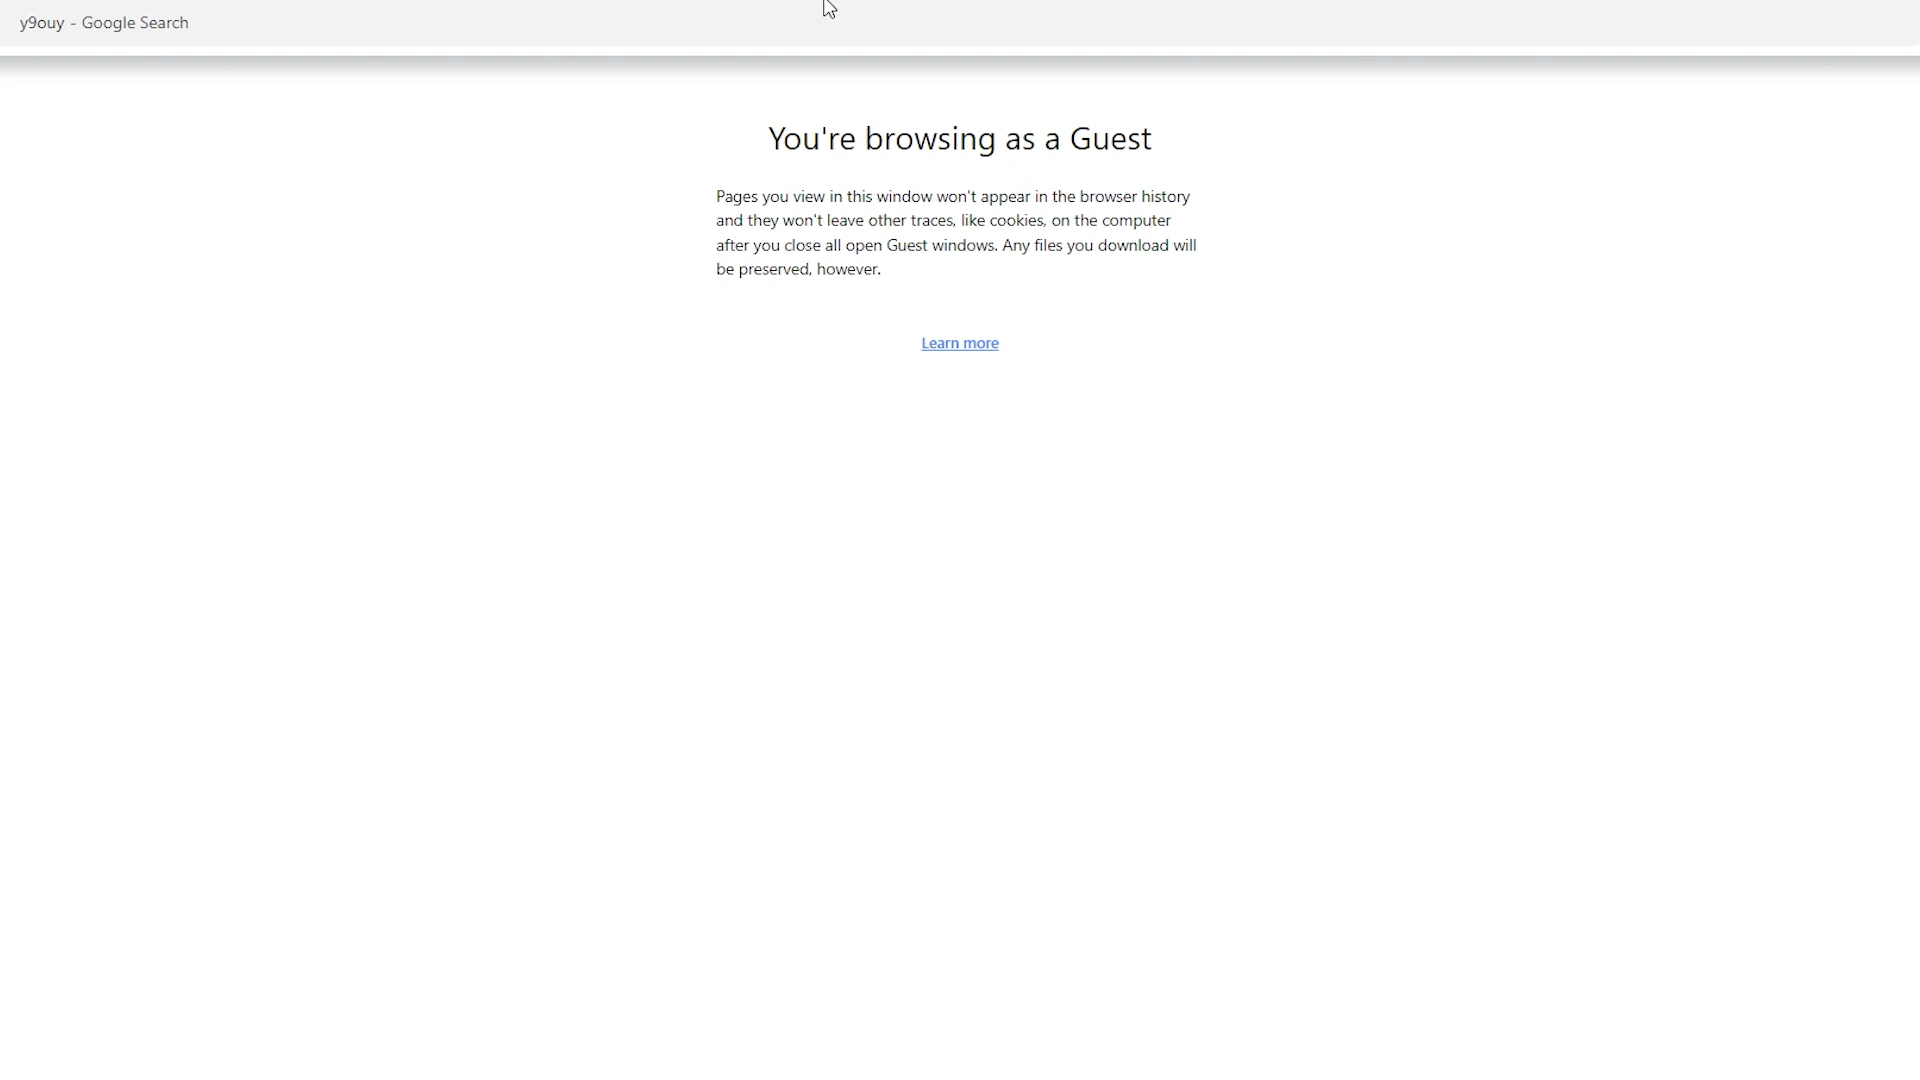 y9ouy - Google Search
You're browsing as a Guest
Pages you view in this window won't appear in the browser history
and they won't leave other traces, like cookies, on the computer
after you close all open Guest windows. Any files you download will
be preserved, however.
Learn more